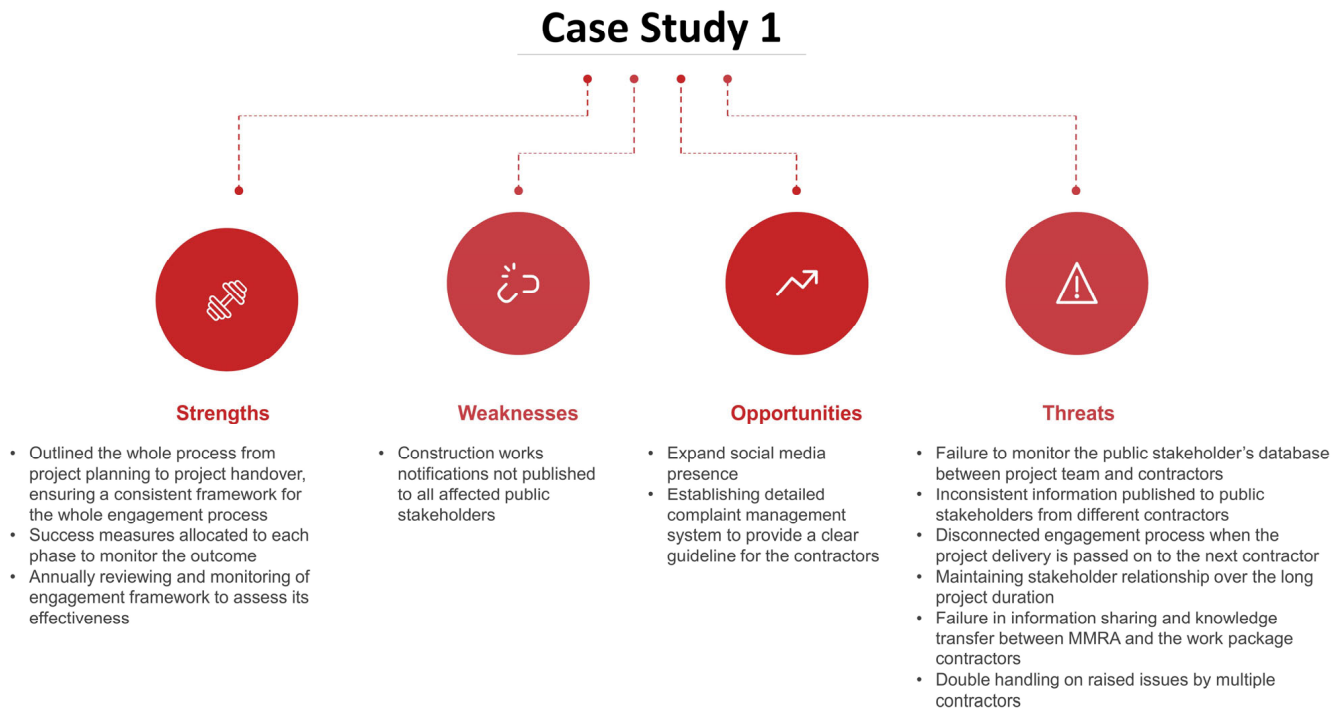 Case Study 1
Strengths
• Outlined the whole process from
project planning to project handover,
ensuring a consistent framework for
the whole engagement process
• Success measures allocated to each
phase to monitor the outcome
• Annually reviewing and monitoring of
engagement framework to assess its
effectiveness
Weaknesses
• Construction works
notifications not published
to all affected public
stakeholders
Opportunities
• Expand social media
presence
• Establishing detailed
complaint management
system to provide a clear
guideline for the contractors
Threats
• Failure to monitor the public stakeholder’s database
between project team and contractors
• Inconsistent information published to public
stakeholders from different contractors
• Disconnected engagement process when the
project delivery is passed on to the next contractor
• Maintaining stakeholder relationship over the long
project duration
• Failure in information sharing and knowledge
transfer between MMRA and the work package
contractors
• Double handling on raised issues by multiple
contractors